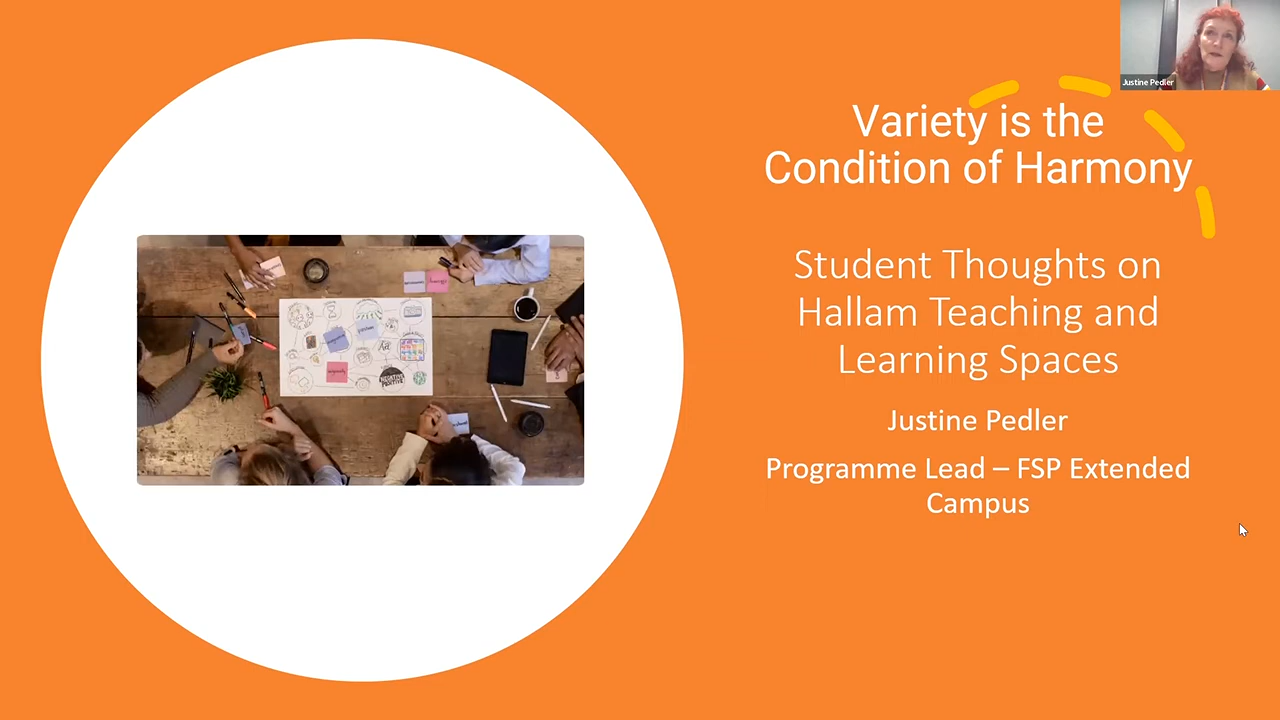 Justine Pedler
Variety is the
Condition of Harmony
Student Thoughts on
Hallam Teaching and
Learning Spaces
Justine Pedler
Programme Lead – FSP Extended
Campus